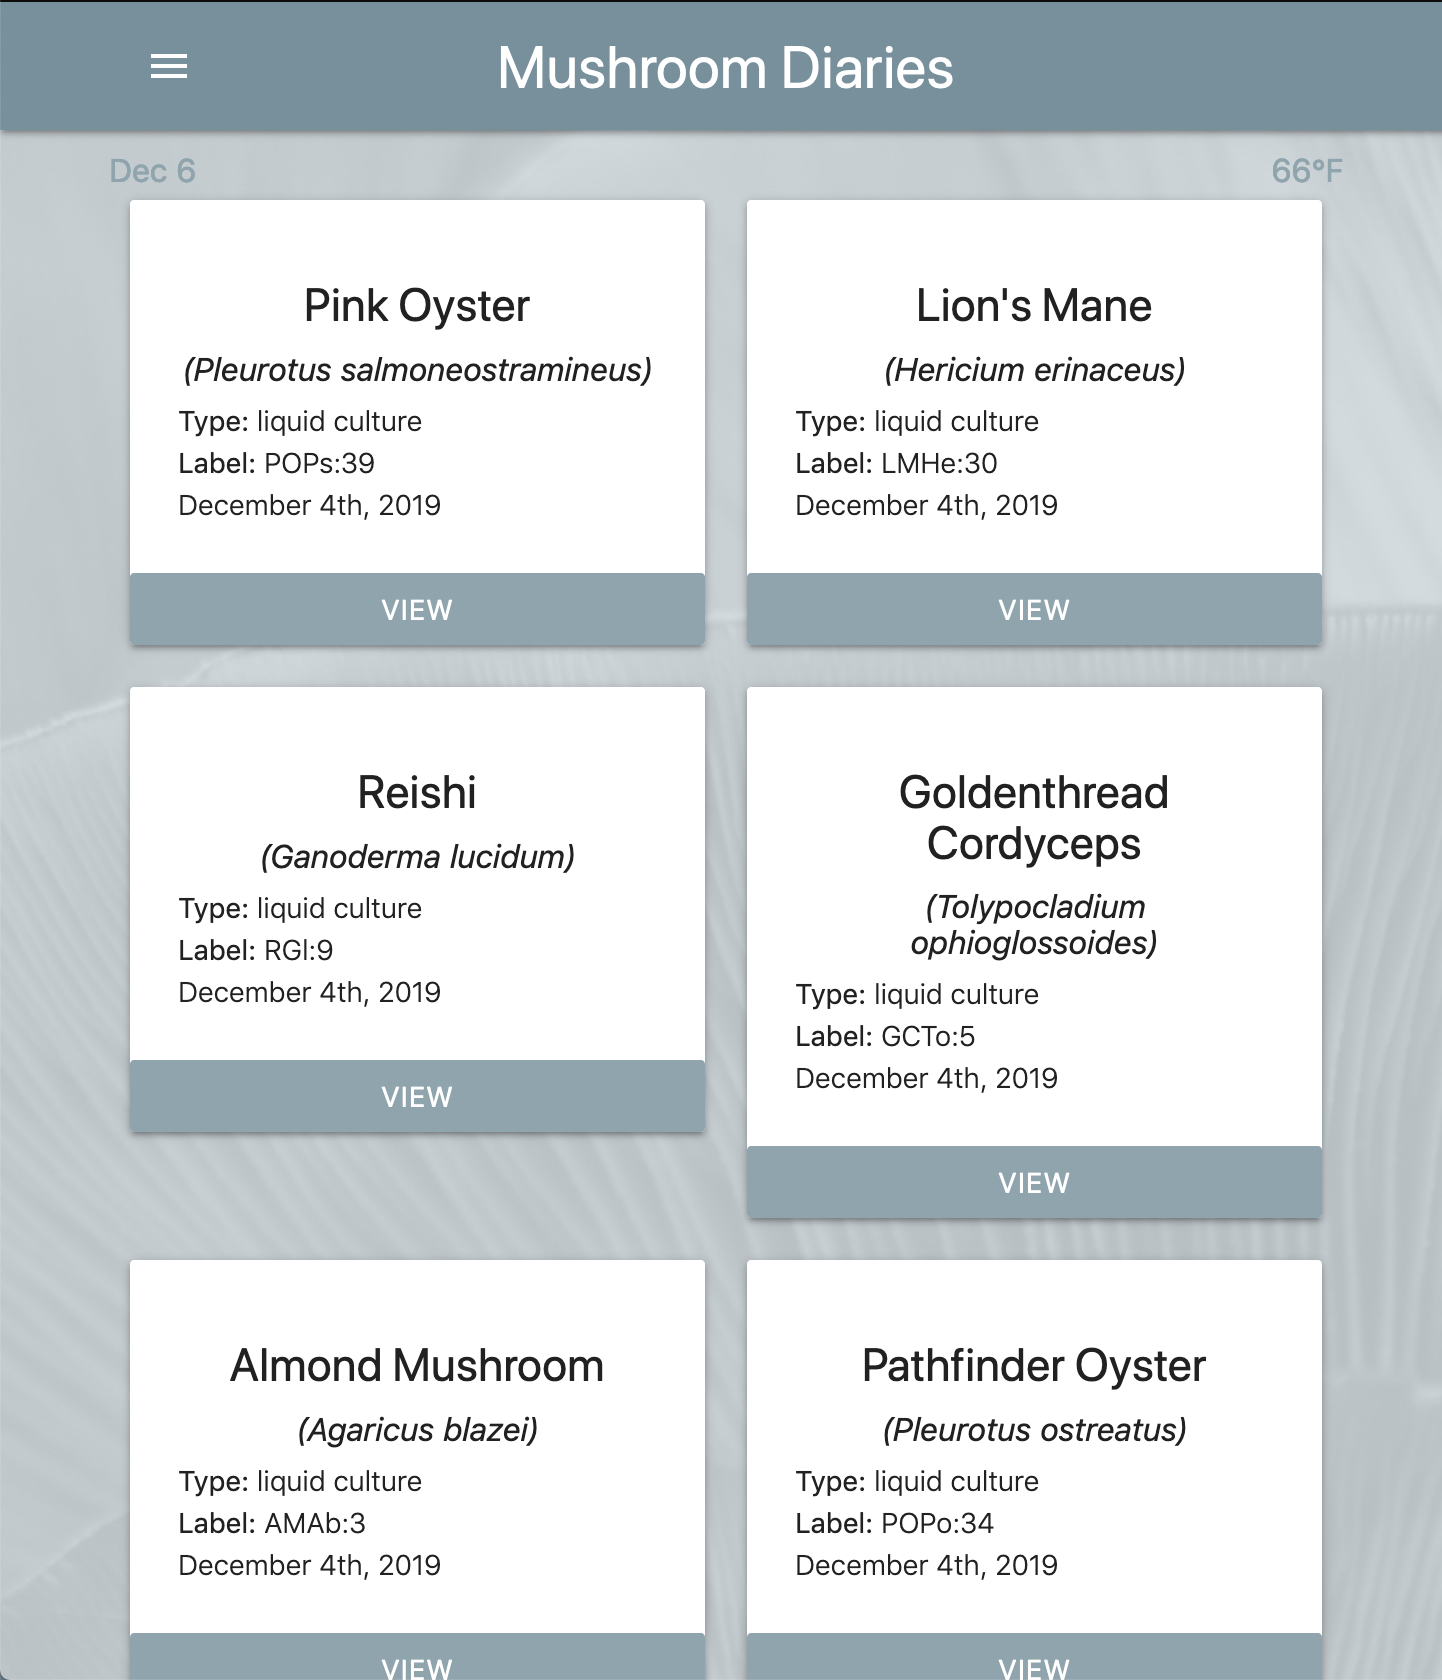 Mushroom Diaries
Dec 6
66°F
Pink Oyster
(Pleurotus salmoneostramineus)
Type: liquid culture
Label: POPs:39
December 4th, 2019
VIEW
Lion's Mane
(Hericium erinaceus)
Type: liquid culture
Label: LMHe:30
December 4th, 2019
VIEW
Reishi
(Ganoderma lucidum)
Type: liquid culture
Label: RGl:9
December 4th, 2019
VIEW
Goldenthread
Cordyceps
(Tolypocladium
ophioglossoides)
Type: liquid culture
Label: GCTo:5
December 4th, 2019
VIEW
Almond Mushroom
(Agaricus blazei)
Type: liquid culture
Label: AMAb:3
December 4th, 2019
VIEW
Pathfinder Oyster
(Pleurotus ostreatus)
Type: liquid culture
Label: POPo:34
December 4th, 2019
VIEW